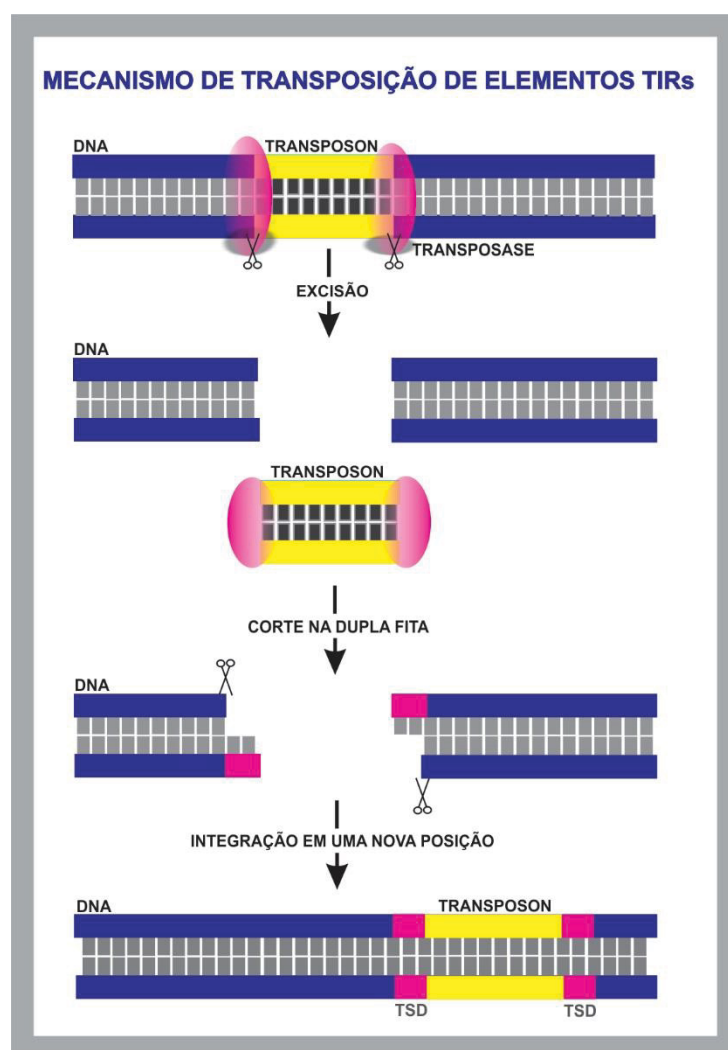 MECANISMO DE TRANSPOSIÇÃO DE ELEMENTOS TIRs
DNA
TRANSPOSON
TRANSPOSASE
EXCISÃO
DNA
TRANSPOSON
CORTE NA DUPLA FITA
DNA
INTEGRAÇÃO EM UMA NOVA POSIÇÃO
DNA
TRANSPOSON
TSD
TSD